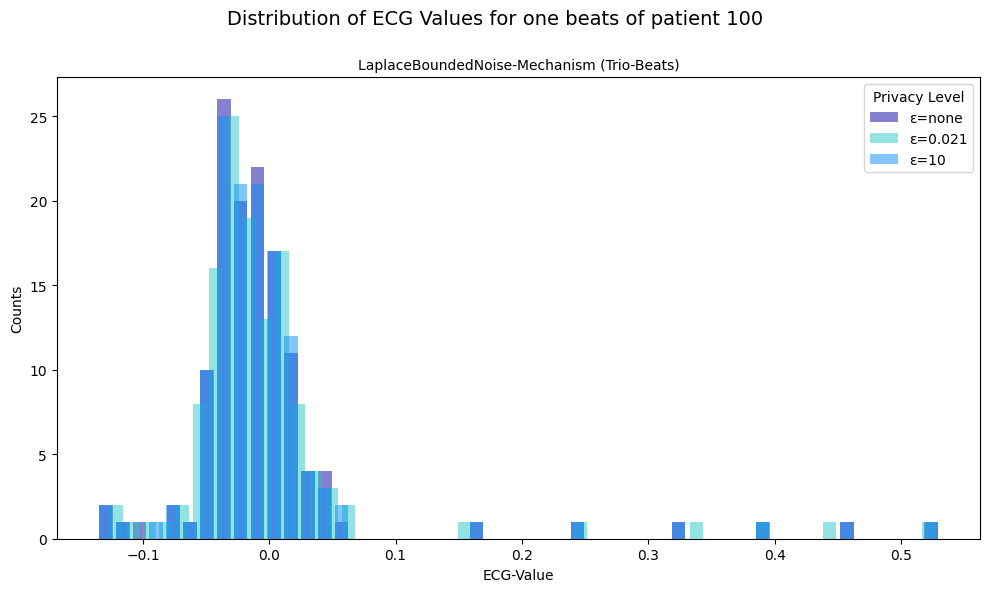 Distribution of ECG Values for one beats of patient 100
LaplaceBoundedNoise-Mechanism (Trio-Beats)
Privacy Level
ε=none
ε=0.021
ε=10
25
20
15
10
5
0
Counts
−0.1
0.0
0.1
0.2
0.3
0.4
0.5
ECG-Value